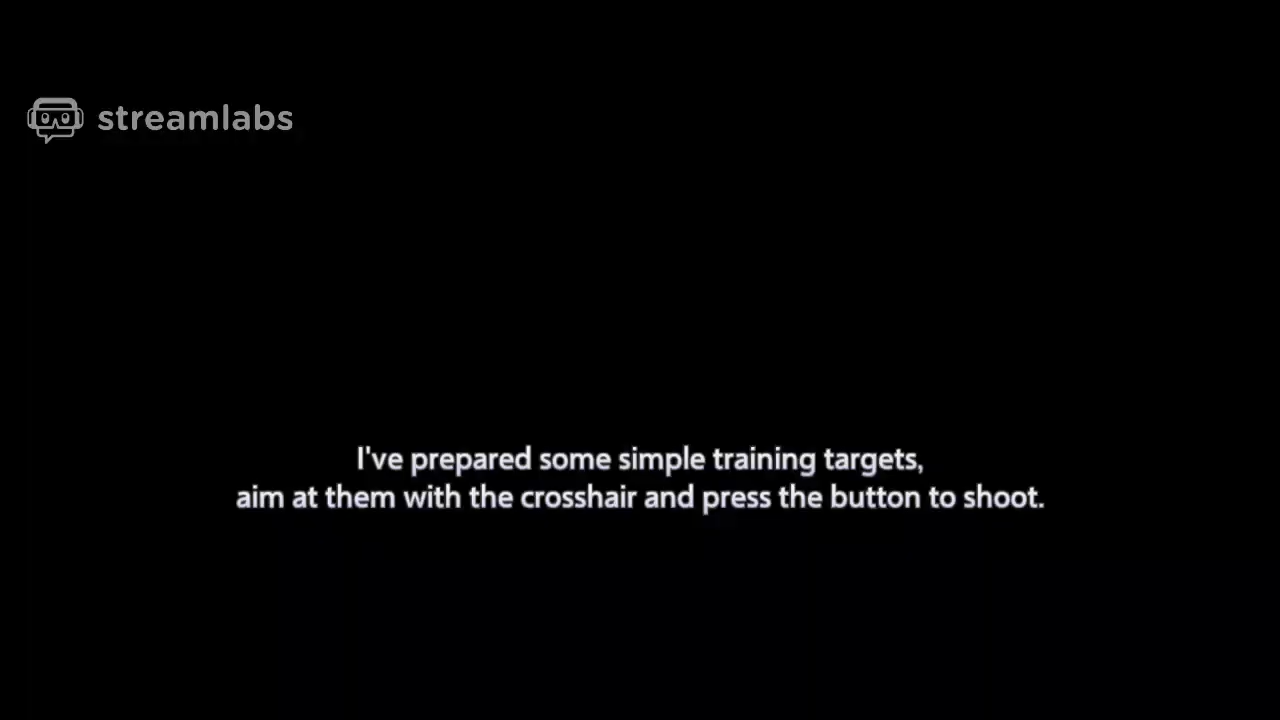 streamlabs
I've prepared some simple training targets,
aim at them with the crosshair and press the button to shoot.